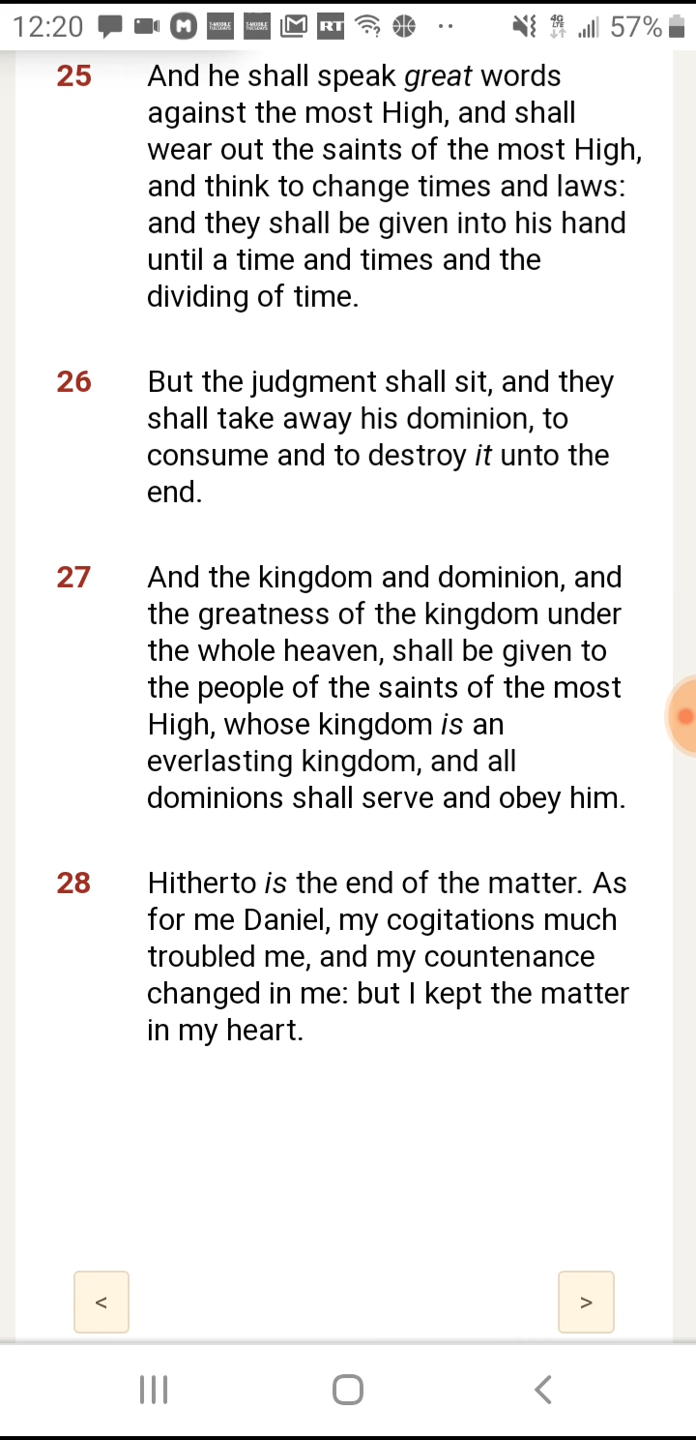 12:20 M T-MOBILE TUESDAYS T-MOBILE TUESDAYS M RT ? 4G LTE 57%
25 And he shall speak great words
against the most High, and shall
wear out the saints of the most High,
and think to change times and laws:
and they shall be given into his hand
until a time and times and the
dividing of time.
26 But the judgment shall sit, and they
shall take away his dominion, to
consume and to destroy it unto the
end.
27 And the kingdom and dominion, and
the greatness of the kingdom under
the whole heaven, shall be given to
the people of the saints of the most
High, whose kingdom is an
everlasting kingdom, and all
dominions shall serve and obey him.
28 Hitherto is the end of the matter. As
for me Daniel, my cogitations much
troubled me, and my countenance
changed in me: but I kept the matter
in my heart.
< >